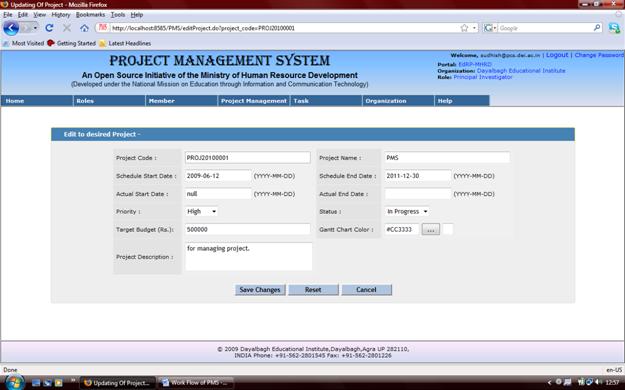 Updating Of Project - Mozilla Firefox
File Edit View History Bookmarks Tools Help
http://localhost:8585/PMS/editProject.do?project_code=PROJ20100001
Google
Most Visited Getting Started Latest Headlines
PROJECT MANAGEMENT SYSTEM
An Open Source Initiative of the Ministry of Human Resource Development
(Developed under the National Mission on Education through Information and Communication Technology)
Welcome, sudhish@pcs.dei.ac.in | Logout | Change Password
Portal: EdRP-MHRD
Organization: Dayalbagh Educational Institute
Role: Principal Investigator
Home Roles Member Project Management Task Organization Help
Edit to desired Project -
Project Code : PROJ20100001 Project Name : PMS
Schedule Start Date : 2009-06-12 (YYYY-MM-DD) Schedule End Date : 2011-12-30 (YYYY-MM-DD)
Actual Start Date : null (YYYY-MM-DD) Actual End Date : (YYYY-MM-DD)
Priority : High Status : In Progress
Target Budget (Rs.): 500000 Gantt Chart Color : #CC3333 ...
Project Description : for managing project.
Save Changes Reset Cancel
© 2009 Dayalbagh Educational Institute,Dayalbagh,Agra UP 282110,
INDIA Phone: +91-562-2801545 Fax: +91-562-2801226
Done en-US
Updating Of Project... Work Flow of PMS - ... 12:57